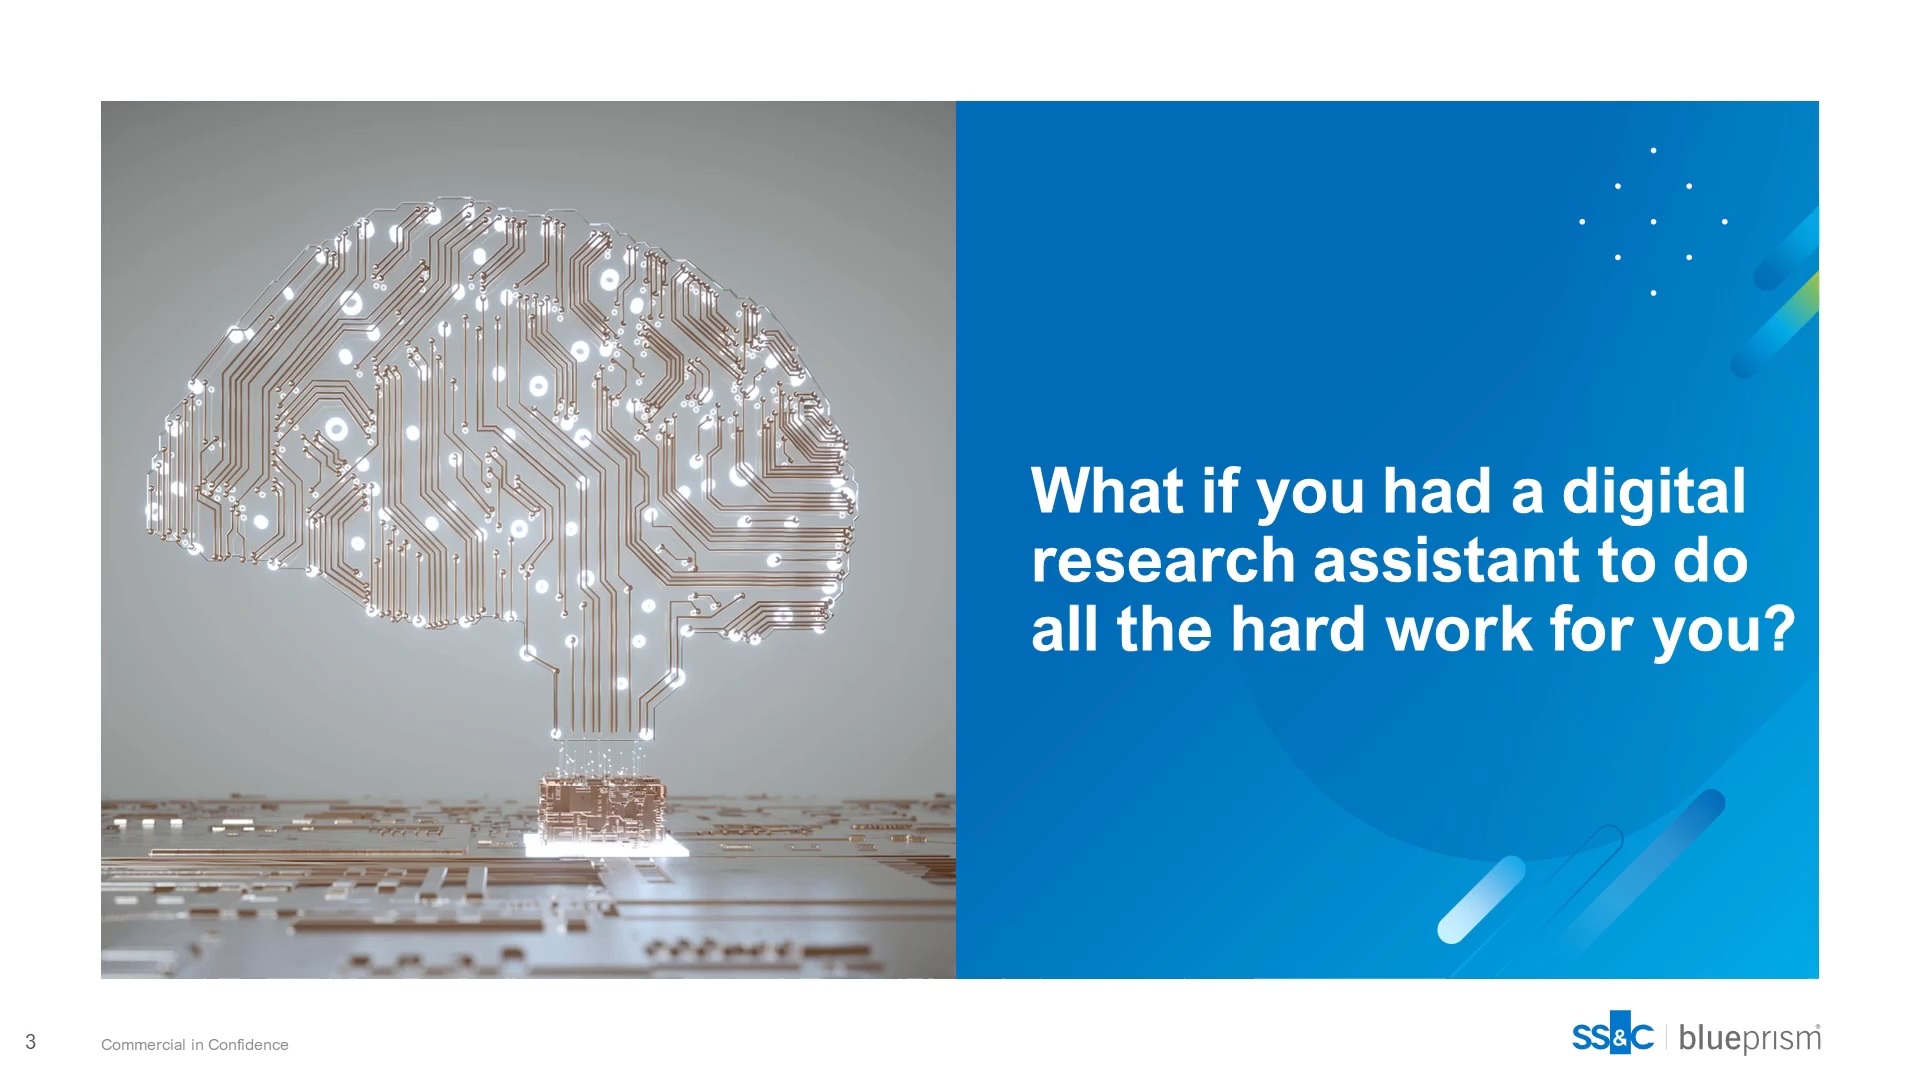 What if you had a digital
research assistant to do
all the hard work for you?
3
Commercial in Confidence
SS&C | blueprism®